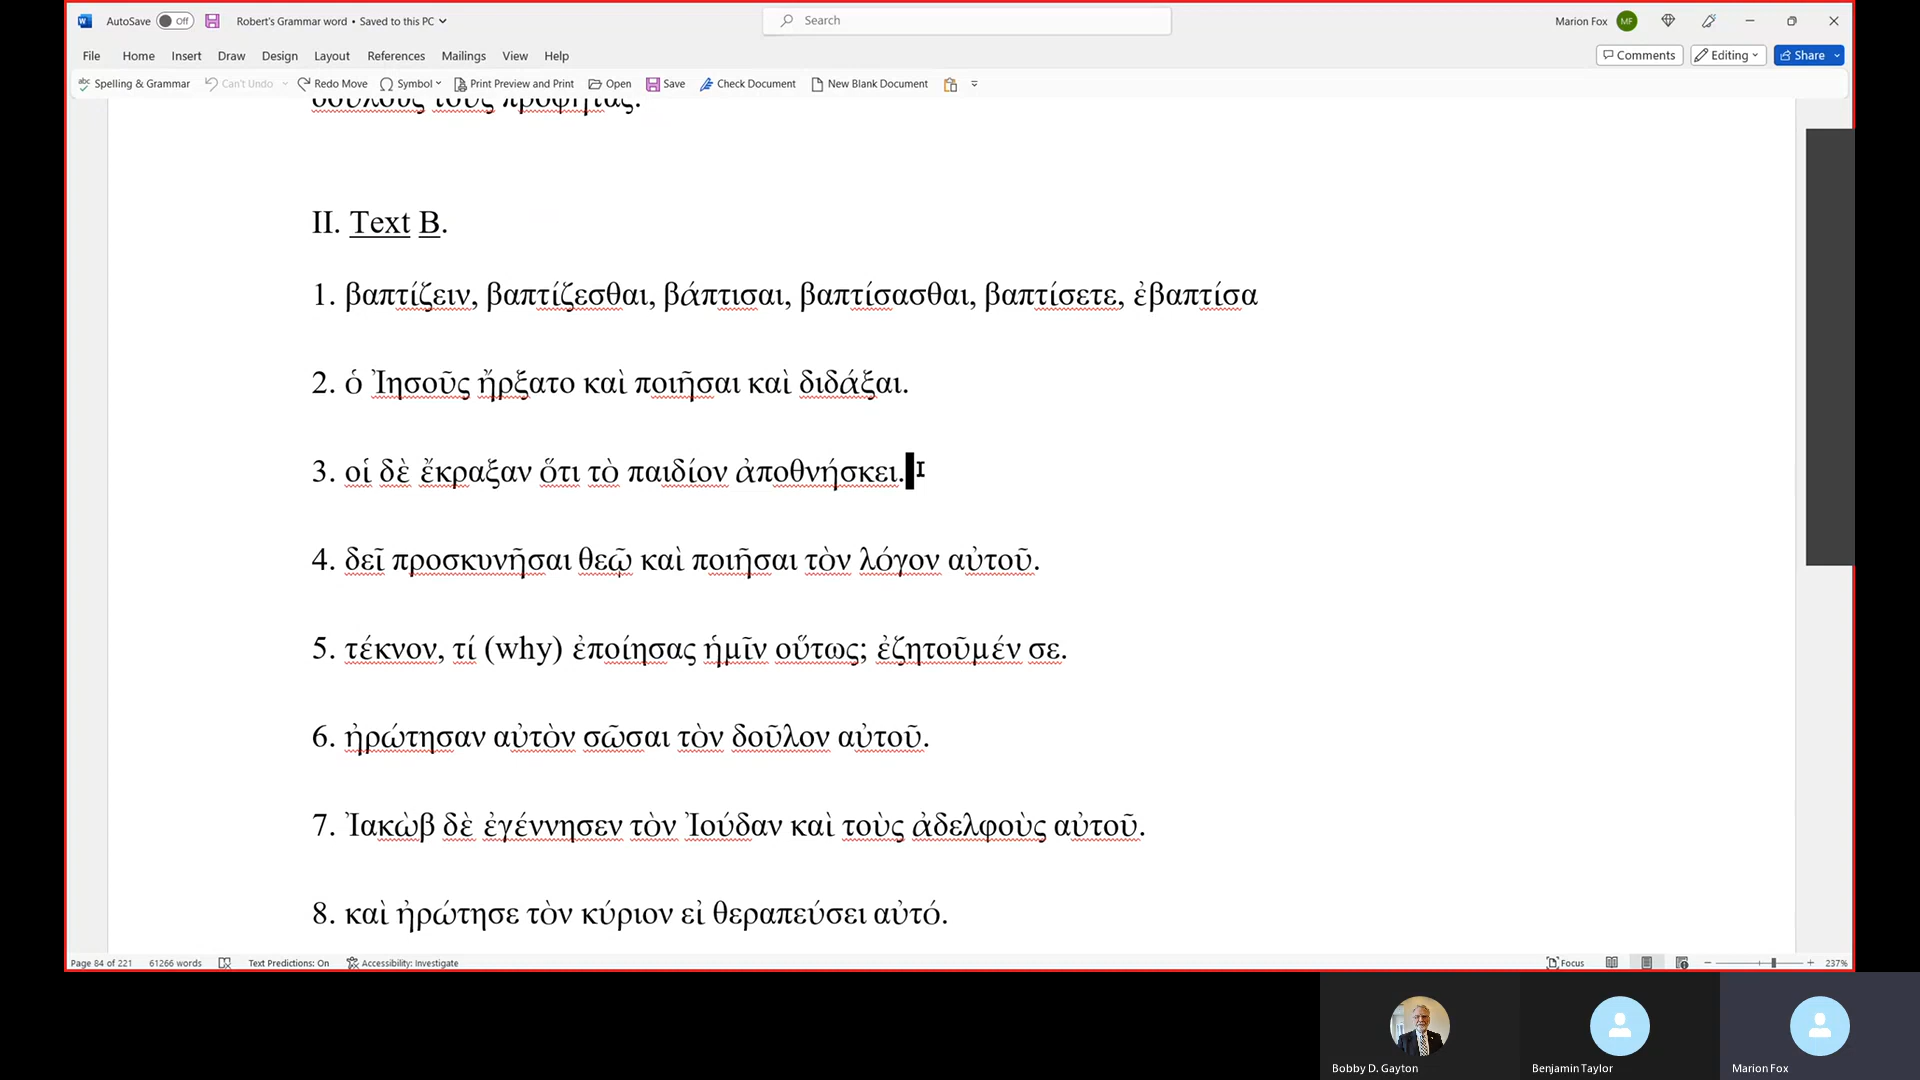 AutoSave Off Robert's Grammar word • Saved to this PC Search Marion Fox MF
File Home Insert Draw Design Layout References Mailings View Help Comments Editing Share
Spelling & Grammar Can't Undo Redo Move Symbol Print Preview and Print Open Save Check Document New Blank Document
δούλους τοὺς προφήτας.
II. Text B.
1. βαπτίζειν, βαπτίζεσθαι, βάπτισαι, βαπτίσασθαι, βαπτίσετε, ἐβαπτίσα
2. ὁ Ἰησοῦς ἤρξατο καὶ ποιῆσαι καὶ διδάξαι.
3. οἱ δὲ ἔκραξαν ὅτι τὸ παιδίον ἀποθνήσκει.
4. δεῖ προσκυνῆσαι θεῷ καὶ ποιῆσαι τὸν λόγον αὐτοῦ.
5. τέκνον, τί (why) ἐποίησας ἡμῖν οὕτως; ἐζητοῦμέν σε.
6. ἠρώτησαν αὐτὸν σῶσαι τὸν δοῦλον αὐτοῦ.
7. Ἰακὼβ δὲ ἐγέννησεν τὸν Ἰούδαν καὶ τοὺς ἀδελφοὺς αὐτοῦ.
8. καὶ ἠρώτησε τὸν κύριον εἰ θεραπεύσει αὐτό.
Page 84 of 221 61266 words Text Predictions: On Accessibility: Investigate Focus 237%
Bobby D. Gayton Benjamin Taylor Marion Fox